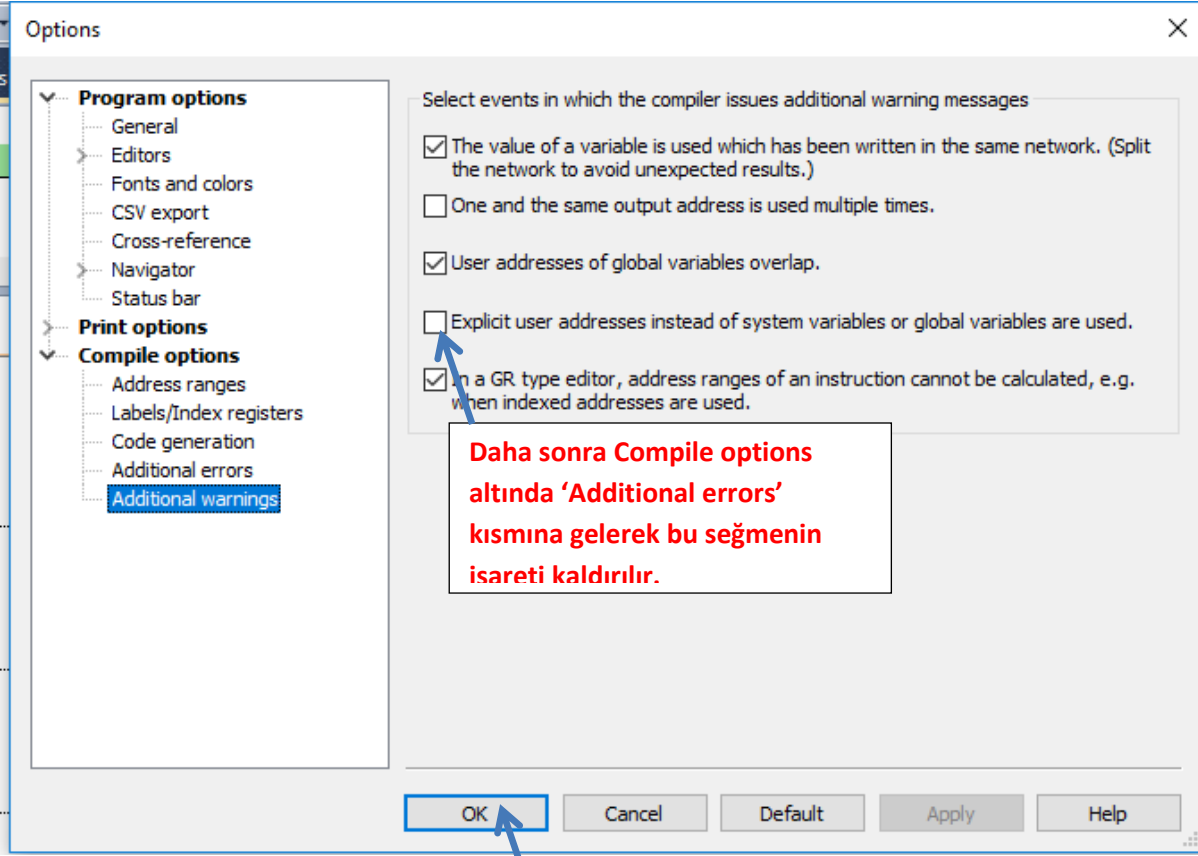 Options
Program options
General
Editors
Fonts and colors
CSV export
Cross-reference
Navigator
Status bar
Print options
Compile options
Address ranges
Labels/Index registers
Code generation
Additional errors
Additional warnings
Select events in which the compiler issues additional warning messages
The value of a variable is used which has been written in the same network. (Split
the network to avoid unexpected results.)
One and the same output address is used multiple times.
User addresses of global variables overlap.
Explicit user addresses instead of system variables or global variables are used.
In a GR type editor, address ranges of an instruction cannot be calculated, e.g.
when indexed addresses are used.
Daha sonra Compile options
altında ‘Additional errors’
kısmına gelerek bu seğmenin
işareti kaldırılır.
OK
Cancel
Default
Apply
Help